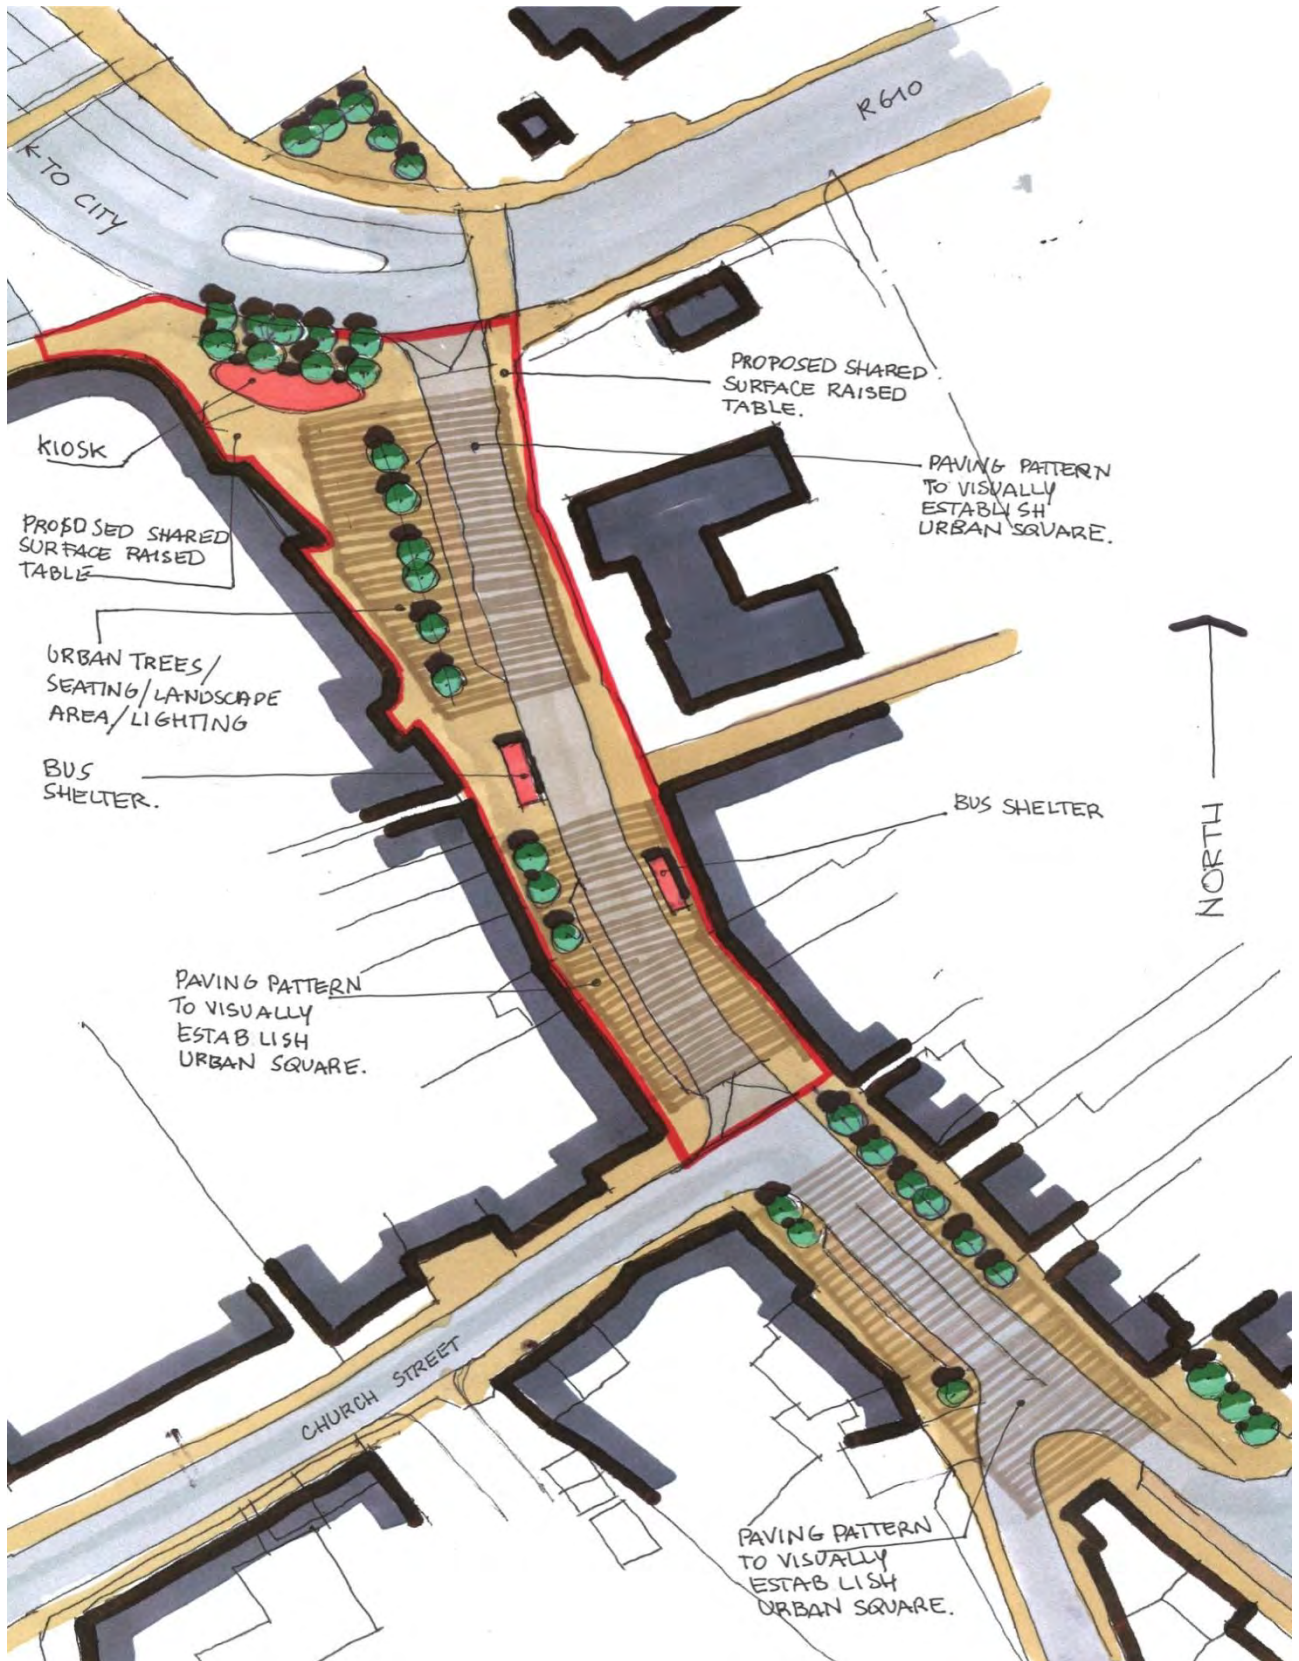 R610
← TO CITY
PROPOSED SHARED
SURFACE RAISED
TABLE.
KIOSK
PAVING PATTERN
TO VISUALLY
ESTABLISH
URBAN SQUARE.
PROPOSED SHARED
SURFACE RAISED
TABLE
URBAN TREES/
SEATING/LANDSCAPE
AREA/LIGHTING
BUS
SHELTER.
BUS SHELTER
NORTH
PAVING PATTERN
TO VISUALLY
ESTABLISH
URBAN SQUARE.
CHURCH STREET
PAVING PATTERN
TO VISUALLY
ESTABLISH
URBAN SQUARE.